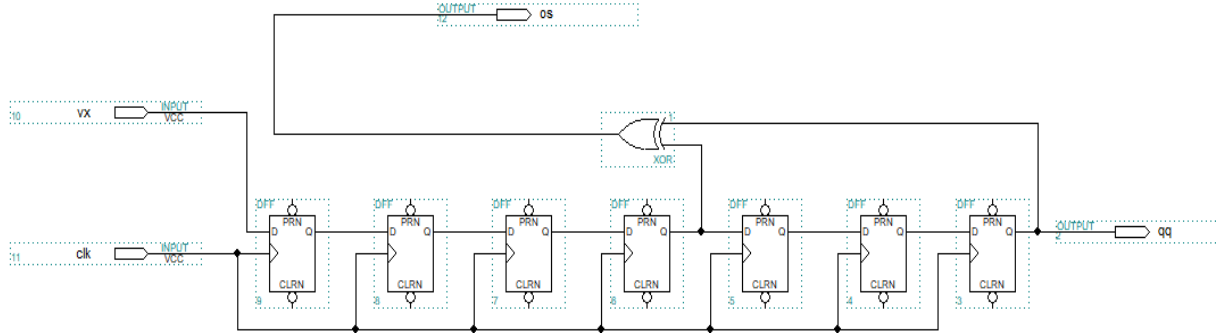 OUTPUT
12
os
10
vx
INPUT
VCC
1
XOR
DFF
PRN
D
Q
CLRN
9
DFF
PRN
D
Q
CLRN
8
DFF
PRN
D
Q
CLRN
7
DFF
PRN
D
Q
CLRN
6
DFF
PRN
D
Q
CLRN
5
DFF
PRN
D
Q
CLRN
4
DFF
PRN
D
Q
CLRN
3
OUTPUT
2
qq
11
clk
INPUT
VCC